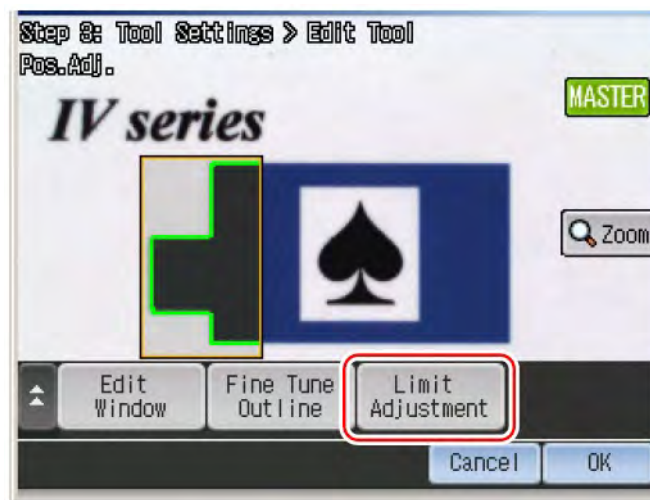 Step 3: Tool Settings > Edit Tool
Pos.Adj.
MASTER
IV series
Zoom
Edit Window
Fine Tune Outline
Limit Adjustment
Cancel OK